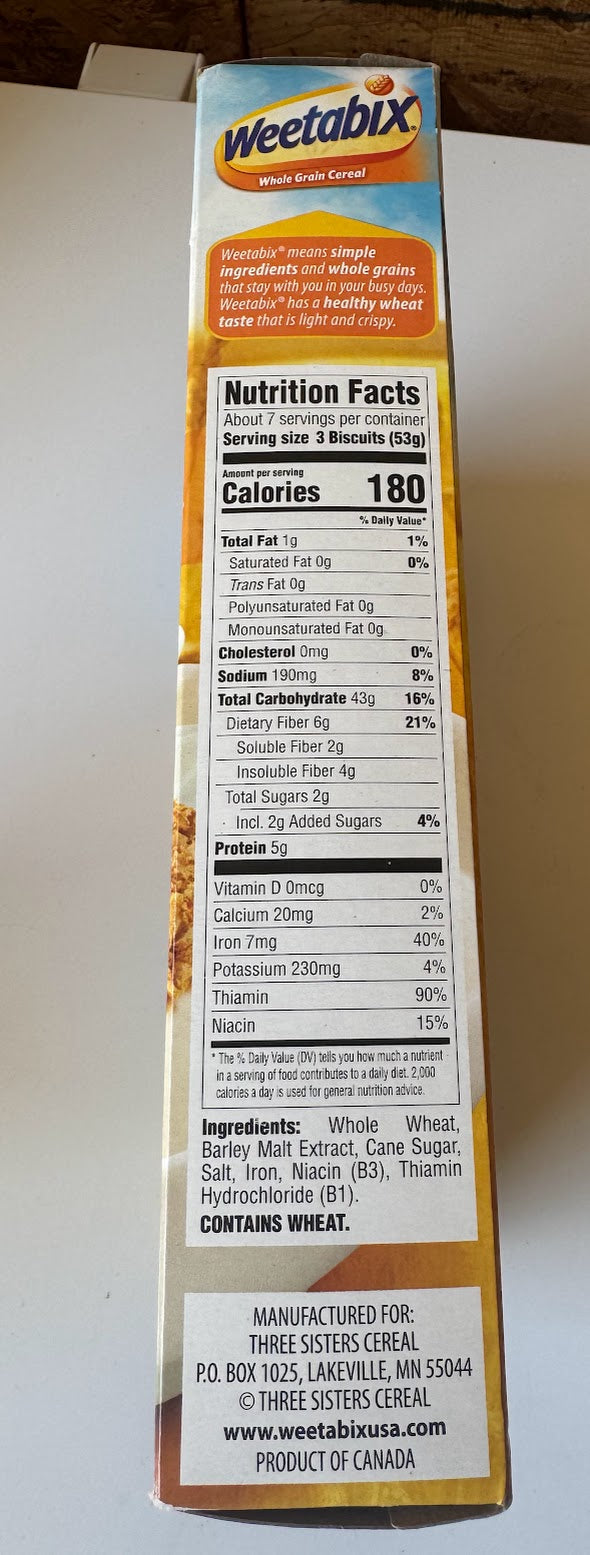 Weetabix®
Whole Grain Cereal
Weetabix® means simple
ingredients and whole grains
that stay with you in your busy days.
Weetabix® has a healthy wheat
taste that is light and crispy.
Nutrition Facts
About 7 servings per container
Serving size 3 Biscuits (53g)
Amount per serving
Calories 180
% Daily Value*
Total Fat 1g 1%
Saturated Fat 0g 0%
Trans Fat 0g
Polyunsaturated Fat 0g
Monounsaturated Fat 0g
Cholesterol 0mg 0%
Sodium 190mg 8%
Total Carbohydrate 43g 16%
Dietary Fiber 6g 21%
Soluble Fiber 2g
Insoluble Fiber 4g
Total Sugars 2g
Incl. 2g Added Sugars 4%
Protein 5g
Vitamin D 0mcg 0%
Calcium 20mg 2%
Iron 7mg 40%
Potassium 230mg 4%
Thiamin 90%
Niacin 15%
* The % Daily Value (DV) tells you how much a nutrient
in a serving of food contributes to a daily diet. 2,000
calories a day is used for general nutrition advice.
Ingredients: Whole Wheat,
Barley Malt Extract, Cane Sugar,
Salt, Iron, Niacin (B3), Thiamin
Hydrochloride (B1).
CONTAINS WHEAT.
MANUFACTURED FOR:
THREE SISTERS CEREAL
P.O. BOX 1025, LAKEVILLE, MN 55044
© THREE SISTERS CEREAL
www.weetabixusa.com
PRODUCT OF CANADA